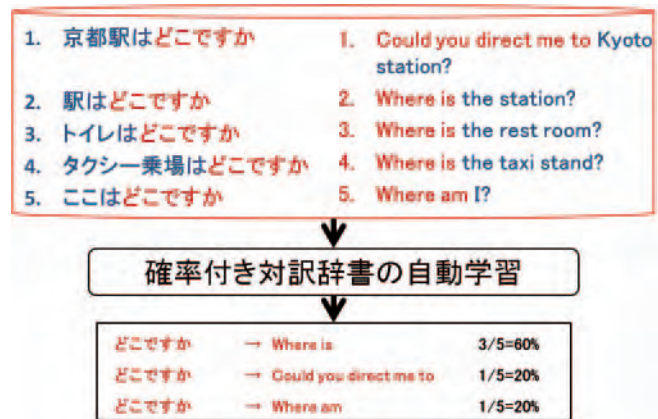 1. 京都駅はどこですか 1. Could you direct me to Kyoto
station?
2. 駅はどこですか 2. Where is the station?
3. トイレはどこですか 3. Where is the rest room?
4. タクシー乗場はどこですか 4. Where is the taxi stand?
5. ここはどこですか 5. Where am I?
確率付き対訳辞書の自動学習
どこですか → Where is 3/5=60%
どこですか → Could you direct me to 1/5=20%
どこですか → Where am 1/5=20%